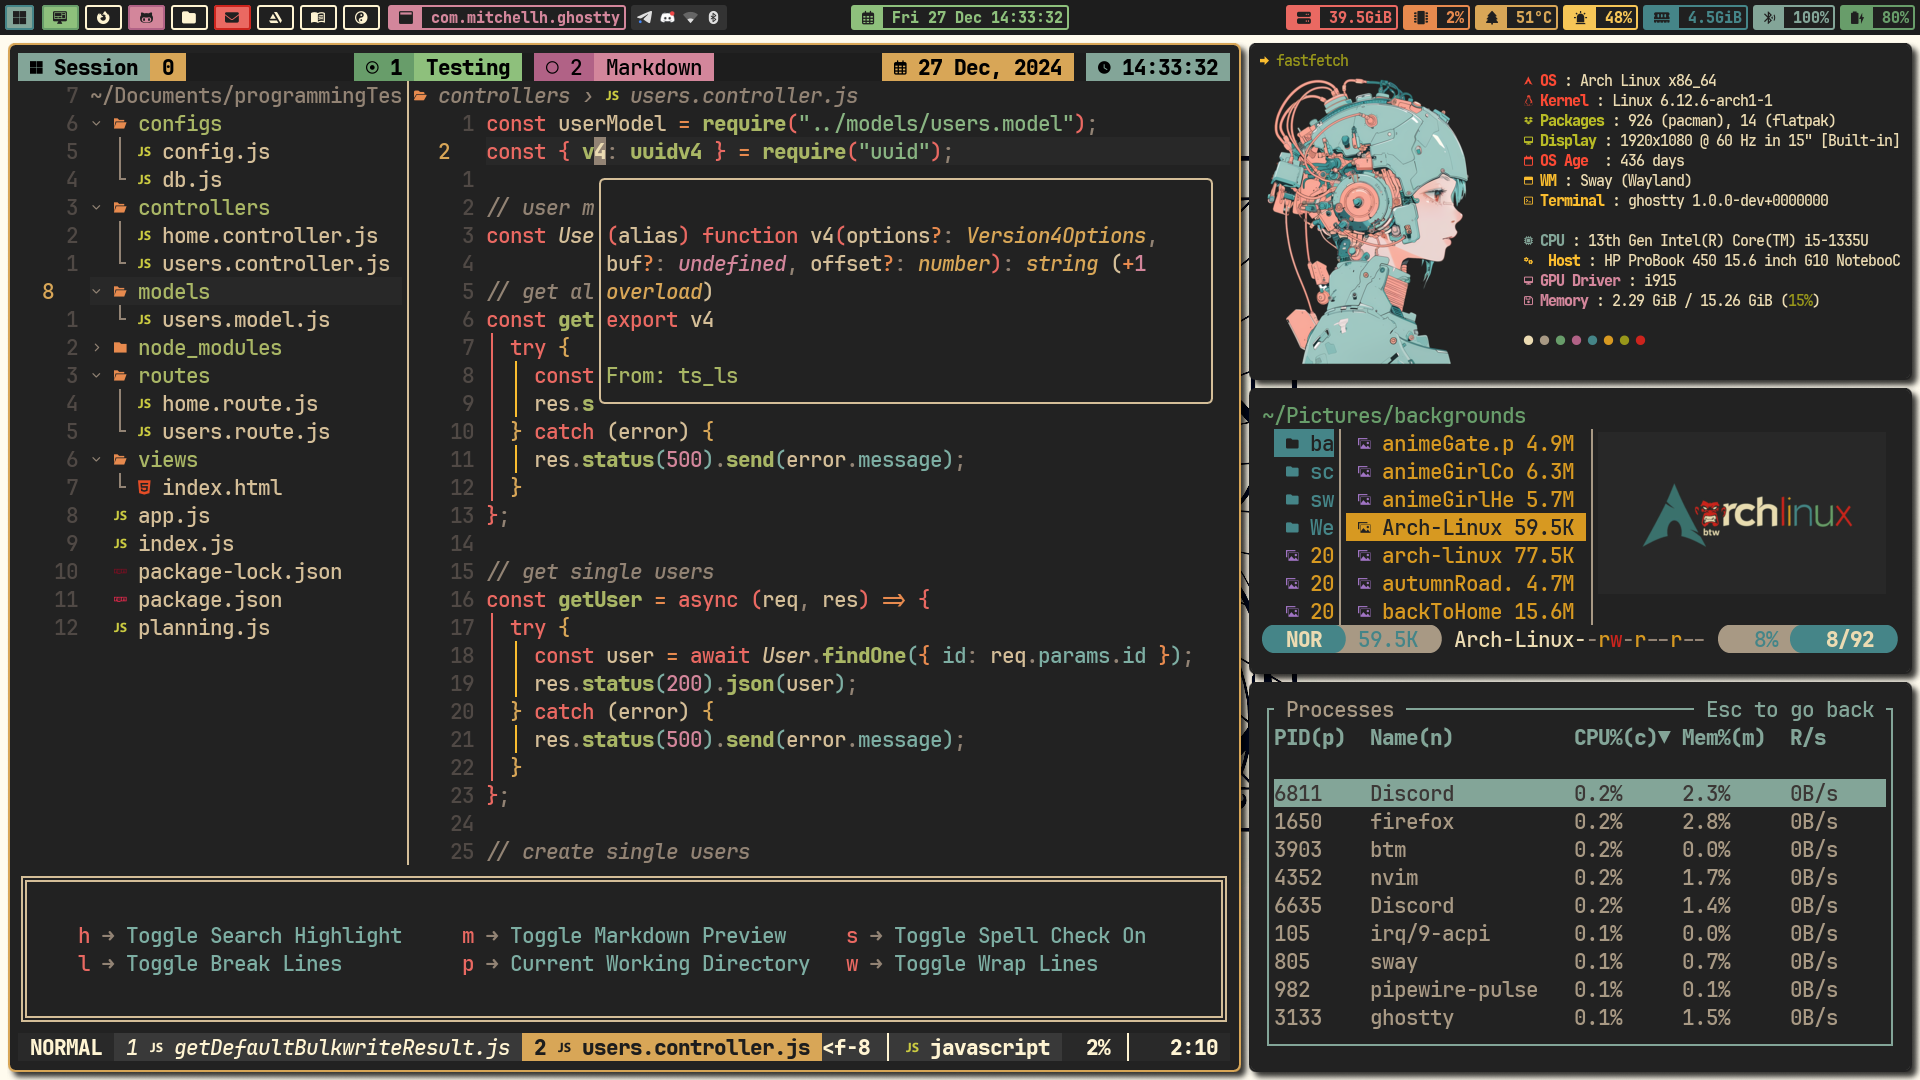 com.mitchellh.ghostty
Fri 27 Dec 14:33:32
39.5GiB
2%
51°C
48%
4.5GiB
100%
80%
Session 0
1 Testing
2 Markdown
27 Dec, 2024
14:33:32
7 ~/Documents/programmingTes
6 configs
5 config.js
4 db.js
3 controllers
2 home.controller.js
1 users.controller.js
8 models
1 users.model.js
2 node_modules
3 routes
4 home.route.js
5 users.route.js
6 views
7 index.html
8 JS app.js
9 JS index.js
10 package-lock.json
11 package.json
12 JS planning.js
controllers › JS users.controller.js
1 const userModel = require("../models/users.model");
2 const { v4: uuidv4 } = require("uuid");
1
2 // user m
3 const Use
4
5 // get al
6 const get
7 try {
8 const
9 res.s
10 } catch (error) {
11 res.status(500).send(error.message);
12 }
13 };
14
15 // get single users
16 const getUser = async (req, res) => {
17 try {
18 const user = await User.findOne({ id: req.params.id });
19 res.status(200).json(user);
20 } catch (error) {
21 res.status(500).send(error.message);
22 }
23 };
24
25 // create single users
(alias) function v4(options?: Version4Options,
buf?: undefined, offset?: number): string (+1
overload)
export v4
From: ts_ls
h → Toggle Search Highlight m → Toggle Markdown Preview s → Toggle Spell Check On
l → Toggle Break Lines p → Current Working Directory w → Toggle Wrap Lines
NORMAL 1 JS getDefaultBulkwriteResult.js 2 JS users.controller.js <f-8 JS javascript 2% 2:10
fastfetch
OS : Arch Linux x86_64
Kernel : Linux 6.12.6-arch1-1
Packages : 926 (pacman), 14 (flatpak)
Display : 1920x1080 @ 60 Hz in 15" [Built-in]
OS Age : 436 days
WM : Sway (Wayland)
Terminal : ghostty 1.0.0-dev+0000000
CPU : 13th Gen Intel(R) Core(TM) i5-1335U
Host : HP ProBook 450 15.6 inch G10 NotebooC
GPU Driver : i915
Memory : 2.29 GiB / 15.26 GiB (15%)
~/Pictures/backgrounds
ba animeGate.p 4.9M
sc animeGirlCo 6.3M
sw animeGirlHe 5.7M
We Arch-Linux 59.5K
20 arch-linux 77.5K
20 autumnRoad. 4.7M
20 backToHome 15.6M
rchlinux
btw
NOR 59.5K Arch-Linux--rw-r--r-- 8% 8/92
Processes Esc to go back
PID(p) Name(n) CPU%(c)▼ Mem%(m) R/s
6811 Discord 0.2% 2.3% 0B/s
1650 firefox 0.2% 2.8% 0B/s
3903 btm 0.2% 0.0% 0B/s
4352 nvim 0.2% 1.7% 0B/s
6635 Discord 0.2% 1.4% 0B/s
105 irq/9-acpi 0.1% 0.0% 0B/s
805 sway 0.1% 0.7% 0B/s
982 pipewire-pulse 0.1% 0.1% 0B/s
3133 ghostty 0.1% 1.5% 0B/s